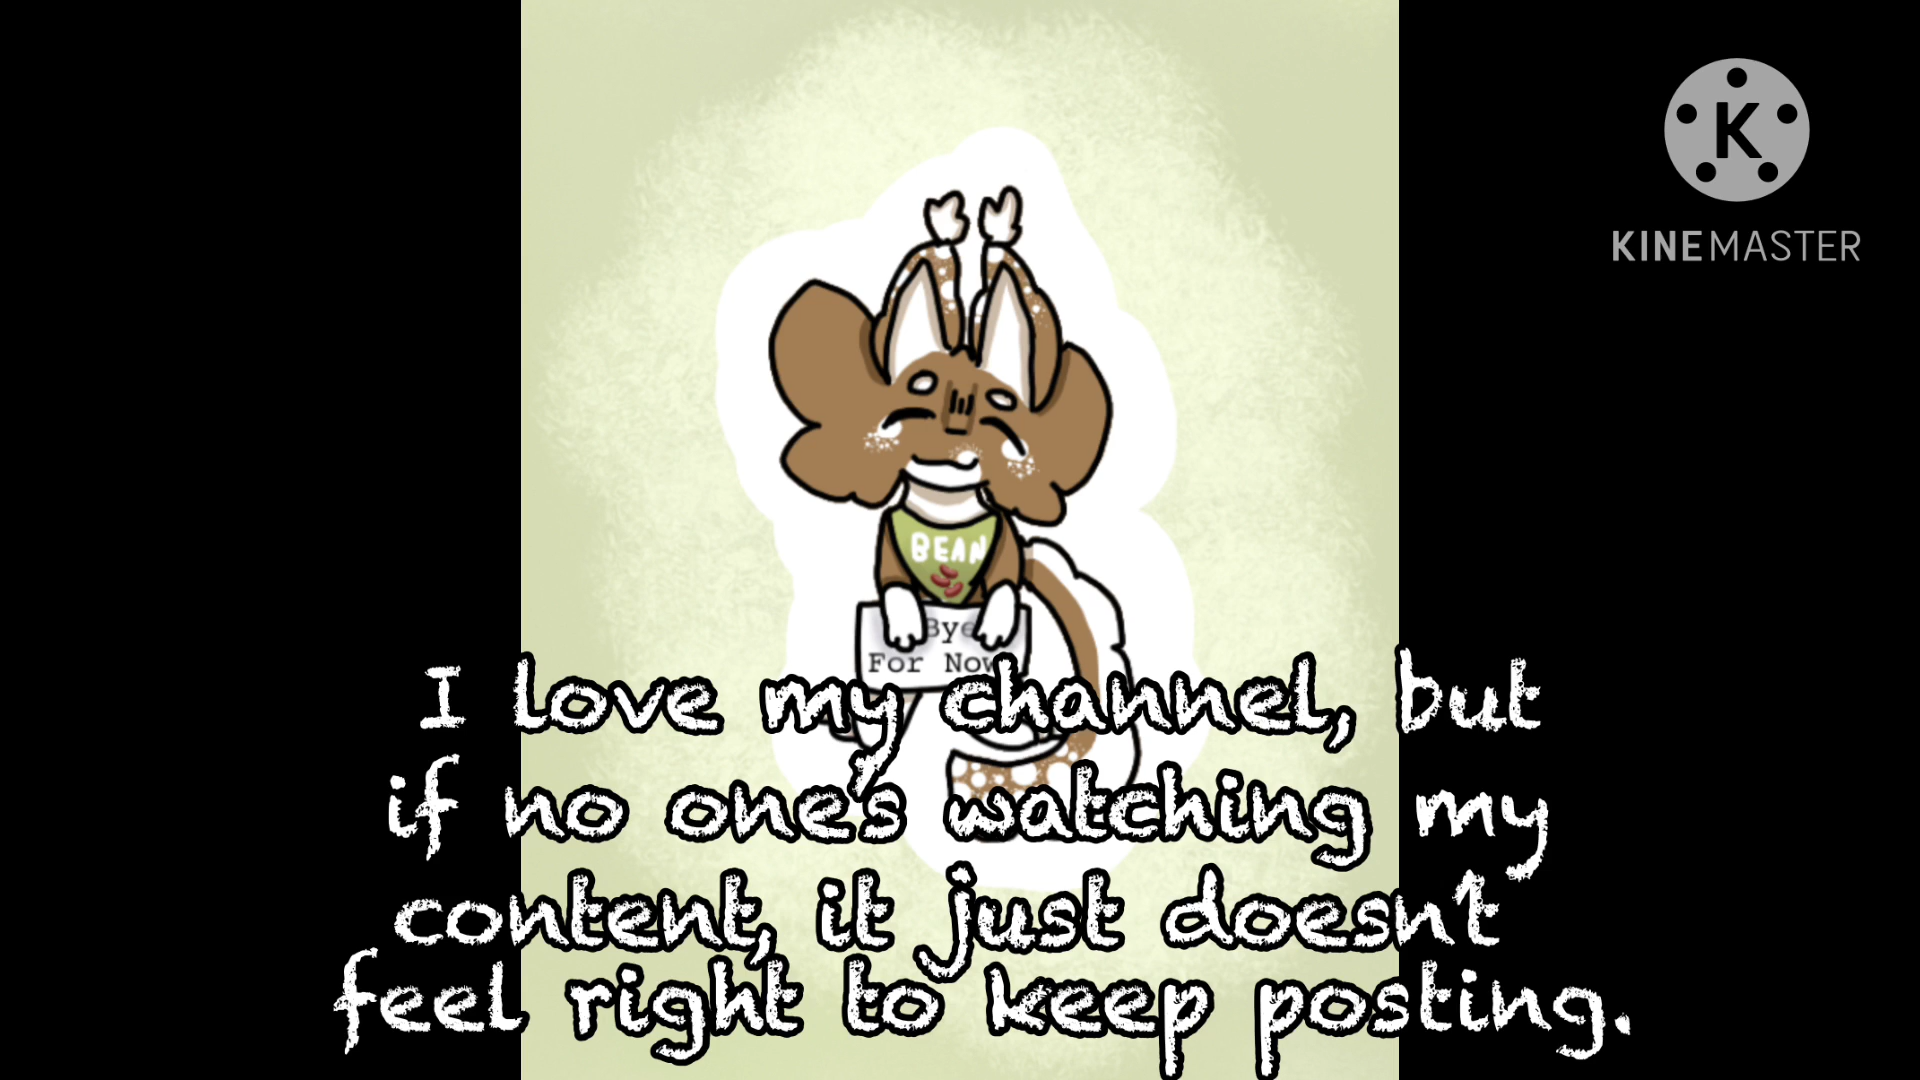 K
KINEMASTER
BEAN
Bye
For Now
I love my channel, but
if no one's watching my
content, it just doesn't
feel right to keep posting.